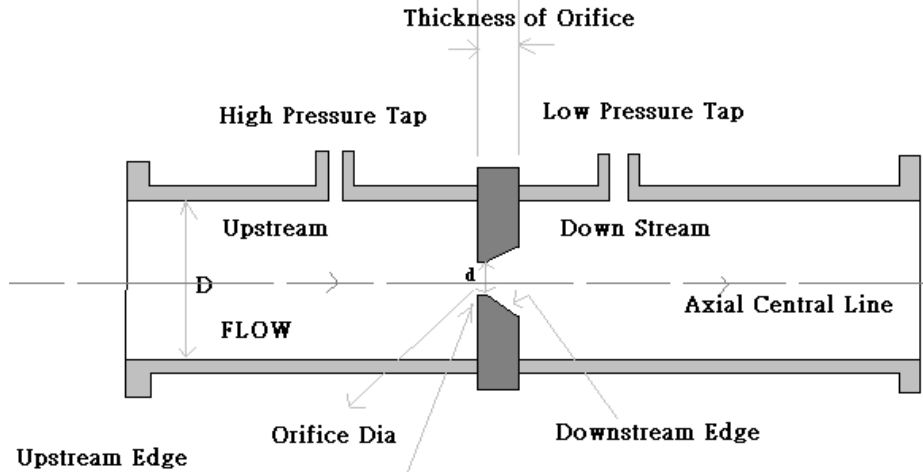 Thickness of Orifice
High Pressure Tap
Low Pressure Tap
Upstream
Down Stream
d
D
Axial Central Line
FLOW
Orifice Dia
Downstream Edge
Upstream Edge